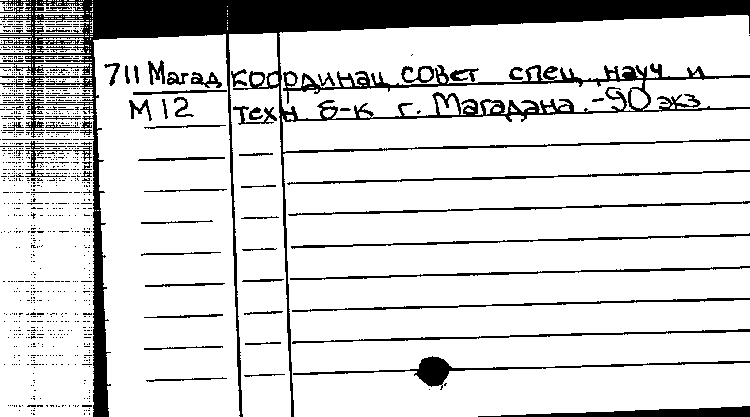 711 Магад координац. совет спец. науч и
М12 техн б-к г. Магадана. -90 экз.